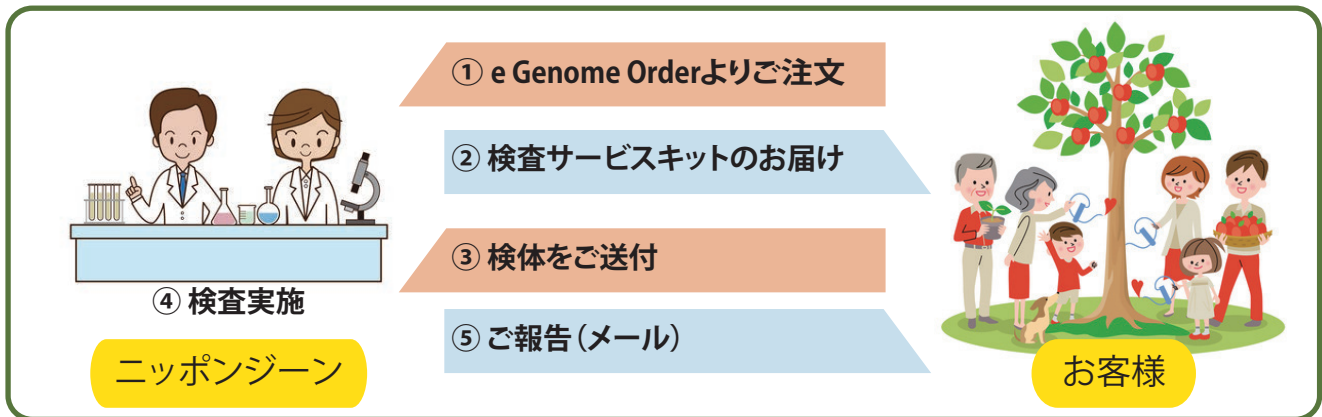 ① e Genome Orderよりご注文
② 検査サービスキットのお届け
③ 検体をご送付
④ 検査実施
⑤ ご報告（メール）
ニッポンジーン
お客様